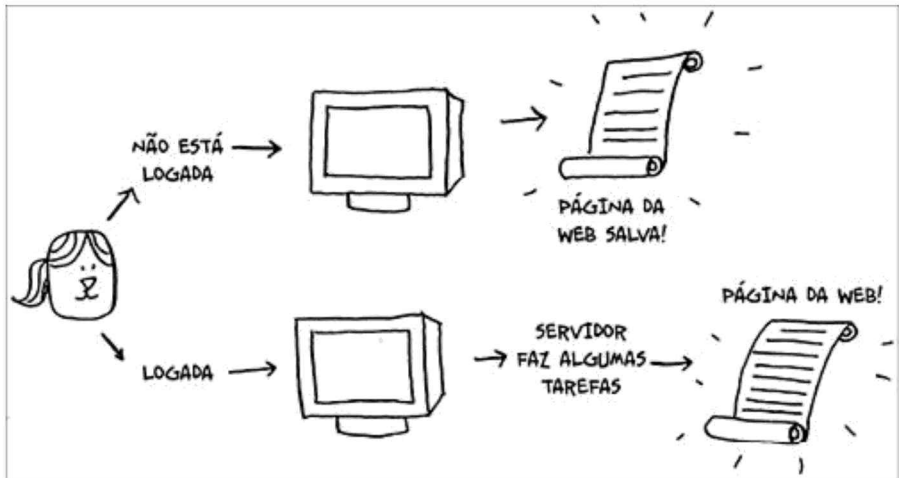 NÃO ESTÁ
LOGADA
PÁGINA DA
WEB SALVA!
LOGADA
SERVIDOR
FAZ ALGUMAS
TAREFAS
PÁGINA DA WEB!